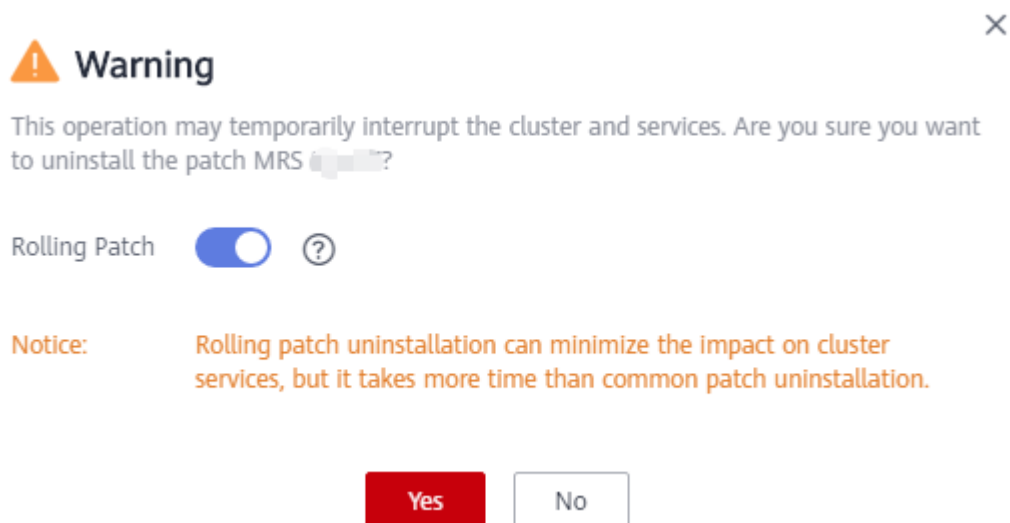 Warning
This operation may temporarily interrupt the cluster and services. Are you sure you want
to uninstall the patch MRS ?
Rolling Patch
Notice: Rolling patch uninstallation can minimize the impact on cluster
services, but it takes more time than common patch uninstallation.
Yes No